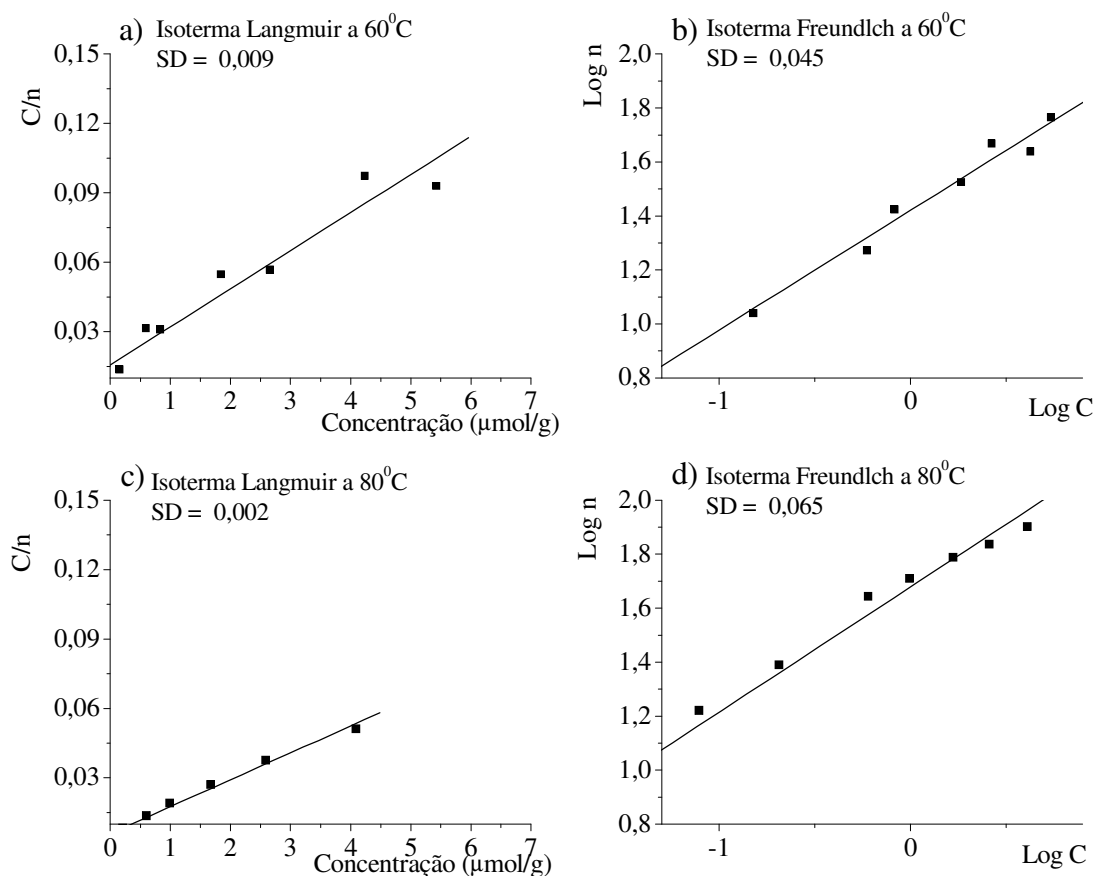 a) Isoterma Langmuir a 60⁰C
SD = 0,009
C/n
0,15
0,12
0,09
0,06
0,03
0 1 2 3 4 5 6 7
Concentração (µmol/g)
b) Isoterma Freundlch a 60⁰C
SD = 0,045
Log n
2,0
1,8
1,6
1,4
1,2
1,0
0,8
-1 0
Log C
c) Isoterma Langmuir a 80⁰C
SD = 0,002
C/n
0,15
0,12
0,09
0,06
0,03
0 1 2 3 4 5 6 7
Concentração (µmol/g)
d) Isoterma Freundlch a 80⁰C
SD = 0,065
Log n
2,0
1,8
1,6
1,4
1,2
1,0
0,8
-1 0
Log C